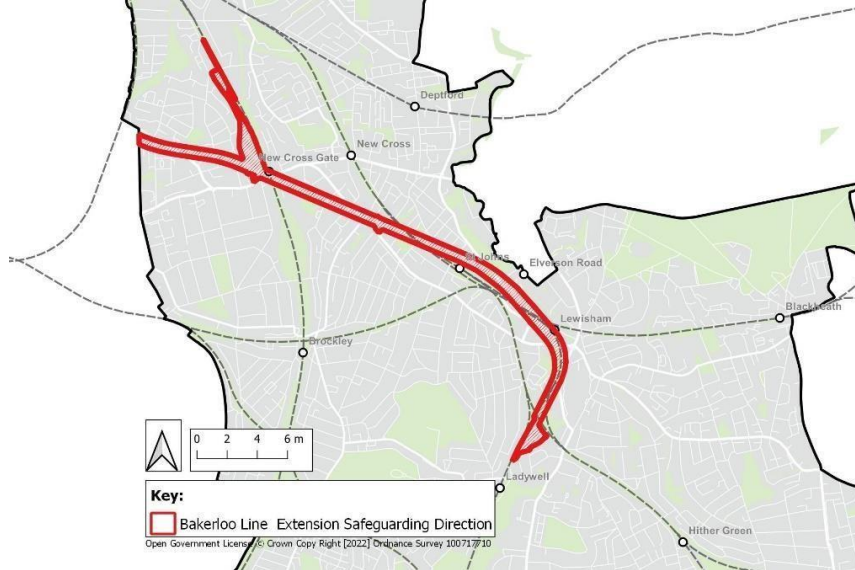 Deptford
New Cross
New Cross Gate
St Johns
Elverson Road
Lewisham
Blackheath
Brockley
Ladywell
Hither Green
0 2 4 6 m
Key:
Bakerloo Line Extension Safeguarding Direction
Open Government License © Crown Copy Right [2022] Ordnance Survey 100717710